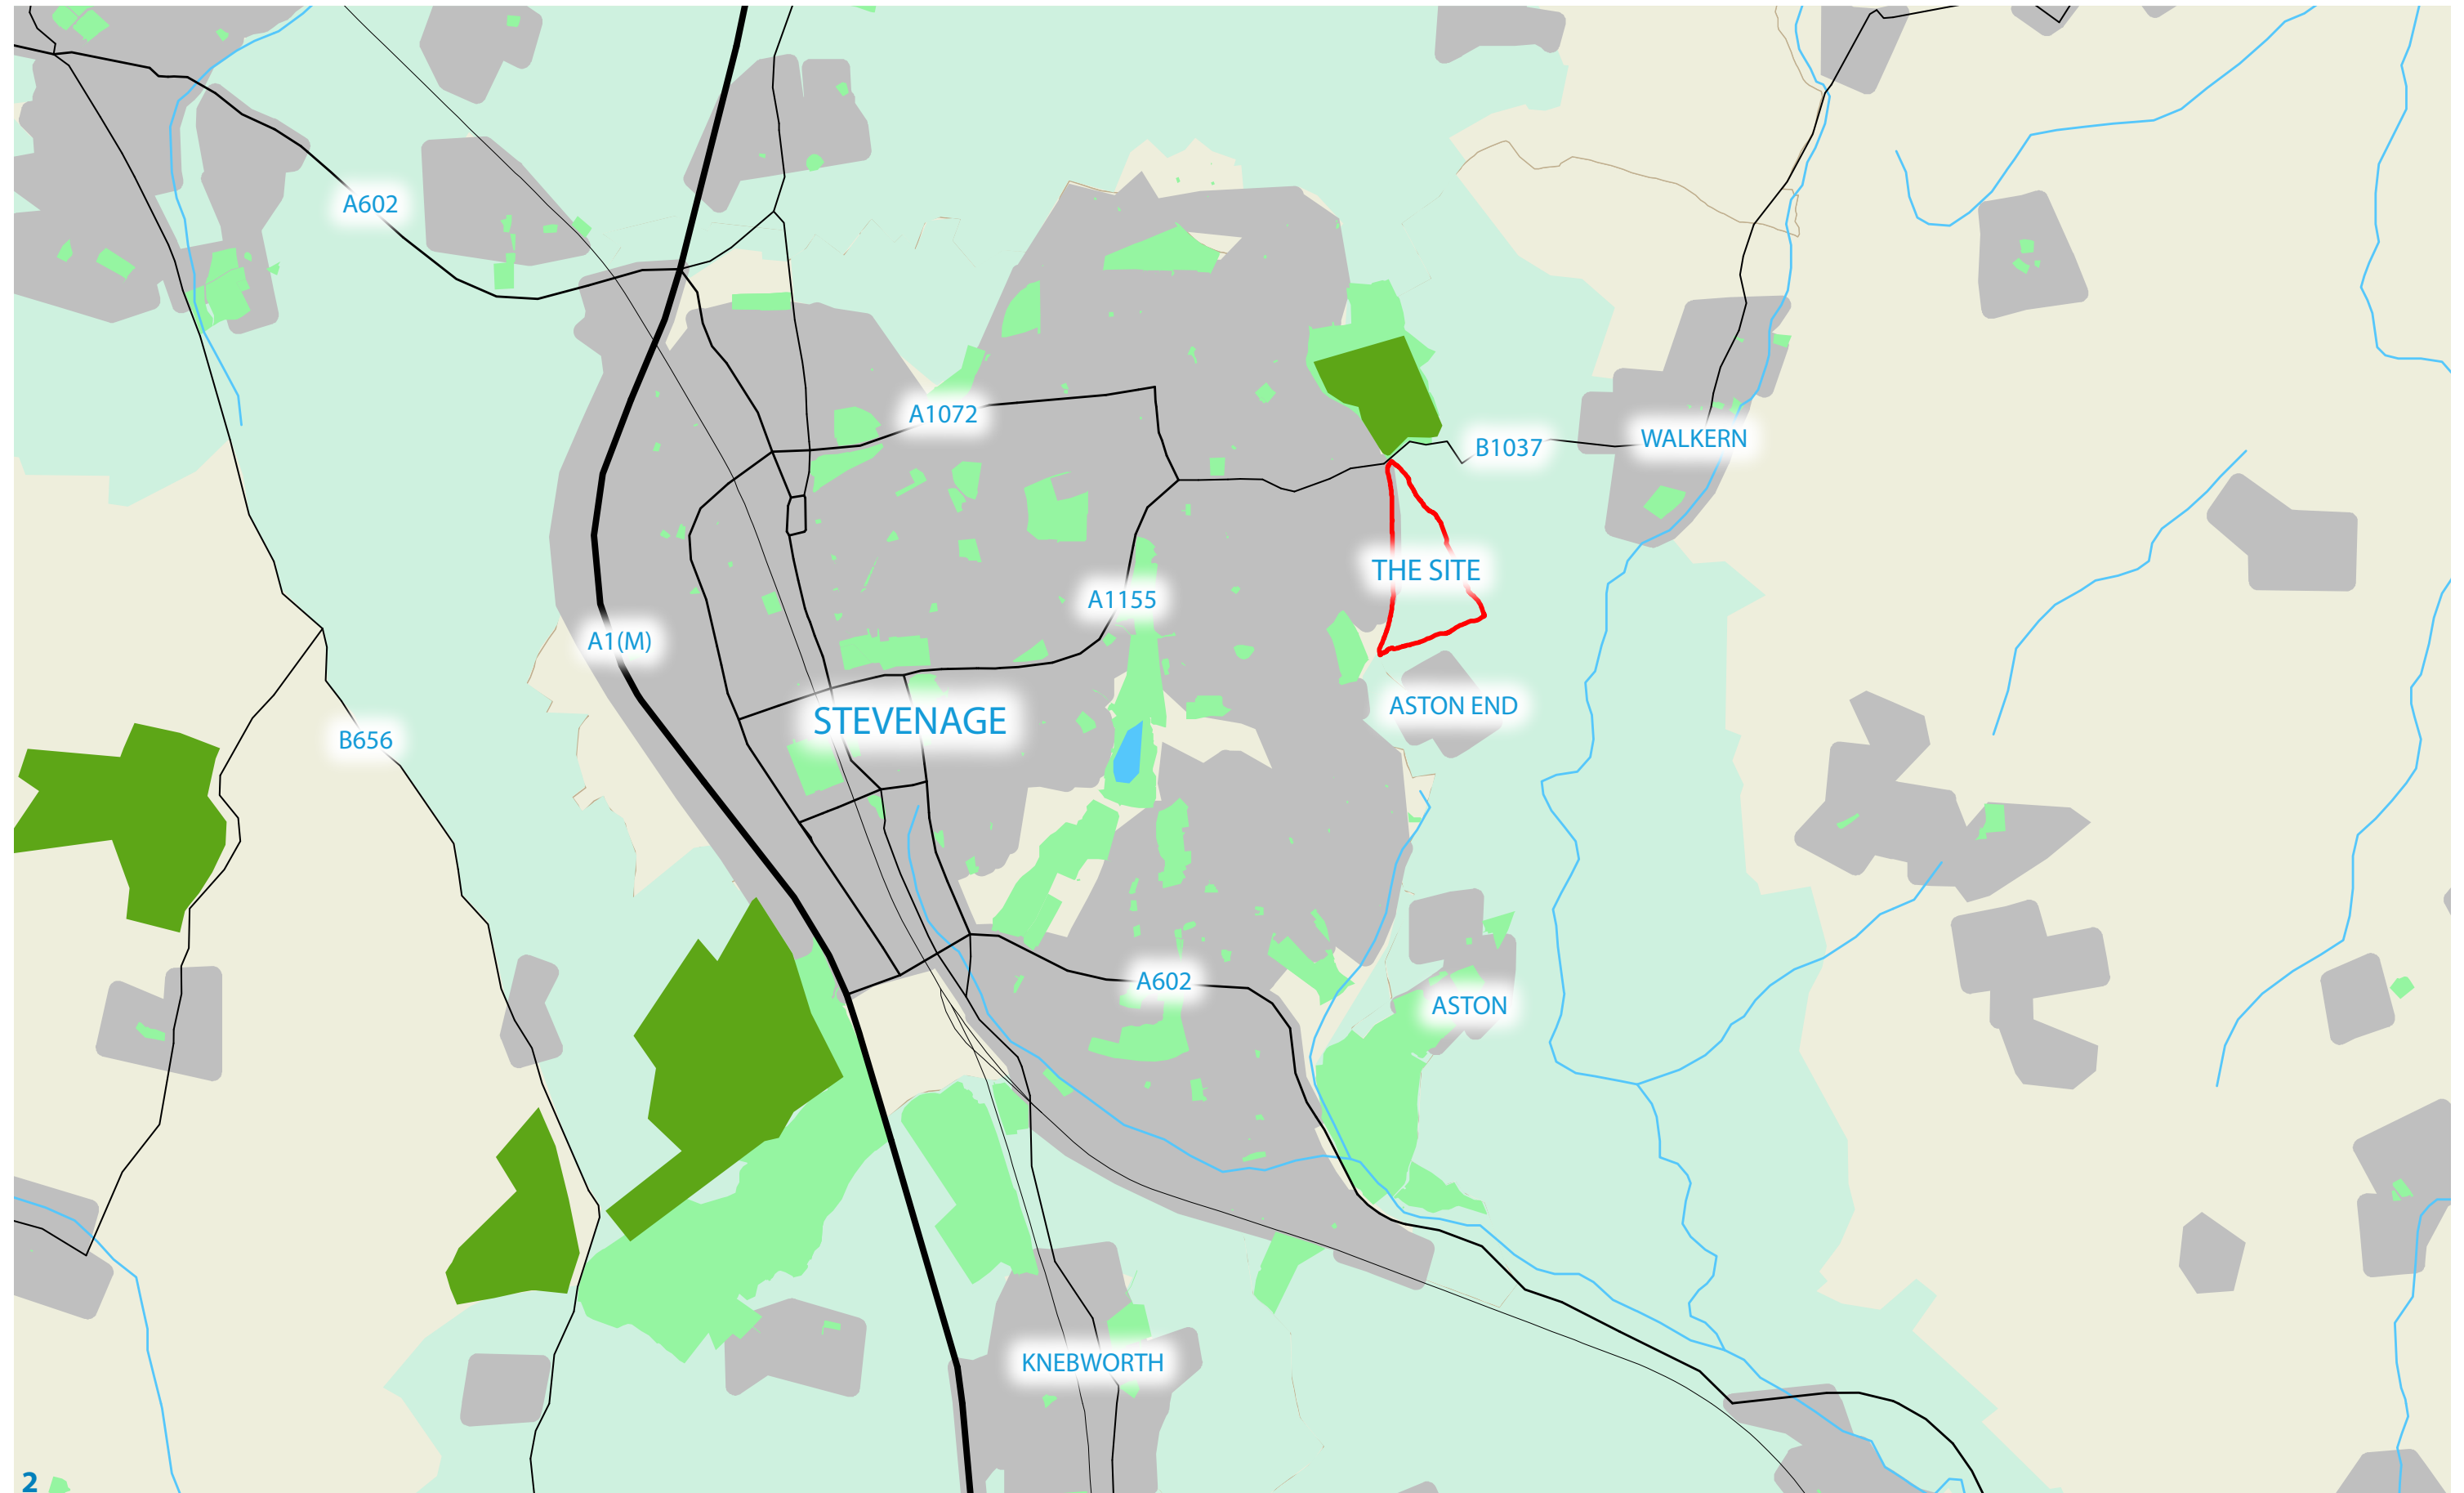 A602
A1072
B1037
WALKERN
THE SITE
A1155
A1(M)
ASTON END
STEVENAGE
B656
A602
ASTON
KNEBWORTH
2